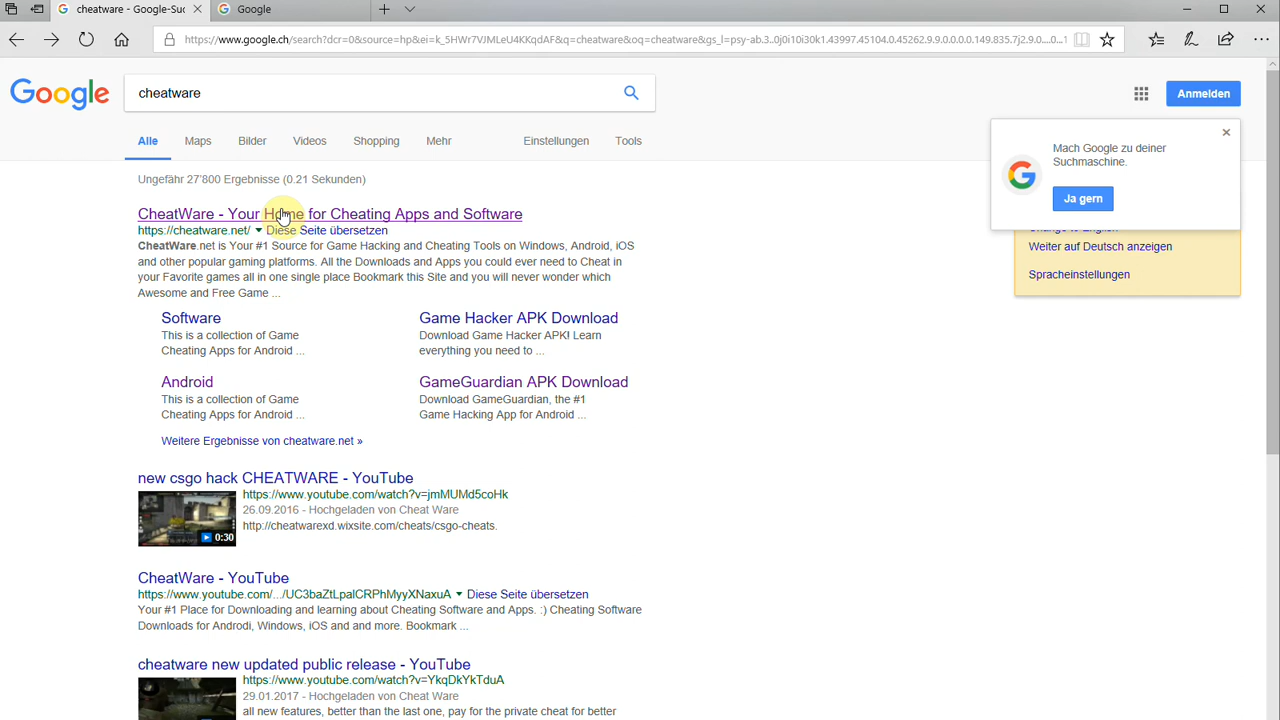 cheatware - Google-Suc
Google
https://www.google.ch/search?dcr=0&source=hp&ei=k_5HWr7VJMLeU4KKqdAF&q=cheatware&oq=cheatware&gs_l=psy-ab.3..0j0i10i30k1.43997.45104.0.45262.9.9.0.0.0.0.149.835.7j2.9.0....0...1
Google
cheatware
Anmelden
Alle Maps Bilder Videos Shopping Mehr Einstellungen Tools
Mach Google zu deiner
Suchmaschine.
Ja gern
Weiter auf Deutsch anzeigen
Spracheinstellungen
Ungefähr 27'800 Ergebnisse (0.21 Sekunden)
CheatWare - Your Home for Cheating Apps and Software
https://cheatware.net/ Diese Seite übersetzen
CheatWare.net is Your #1 Source for Game Hacking and Cheating Tools on Windows, Android, iOS
and other popular gaming platforms. All the Downloads and Apps you could ever need to Cheat in
your Favorite games all in one single place Bookmark this Site and you will never wonder which
Awesome and Free Game ...
Software
This is a collection of Game
Cheating Apps for Android ...
Game Hacker APK Download
Download Game Hacker APK! Learn
everything you need to ...
Android
This is a collection of Game
Cheating Apps for Android ...
GameGuardian APK Download
Download GameGuardian, the #1
Game Hacking App for Android ...
Weitere Ergebnisse von cheatware.net »
new csgo hack CHEATWARE - YouTube
https://www.youtube.com/watch?v=jmMUMd5coHk
26.09.2016 - Hochgeladen von Cheat Ware
http://cheatwarexd.wixsite.com/cheats/csgo-cheats.
0:30
CheatWare - YouTube
https://www.youtube.com/.../UC3baZtLpalCRPhMyyXNaxuA Diese Seite übersetzen
Your #1 Place for Downloading and learning about Cheating Software and Apps. :) Cheating Software
Downloads for Androdi, Windows, iOS and and more. Bookmark ...
cheatware new updated public release - YouTube
https://www.youtube.com/watch?v=YkqDkYkTduA
29.01.2017 - Hochgeladen von Cheat Ware
all new features, better than the last one, pay for the private cheat for better